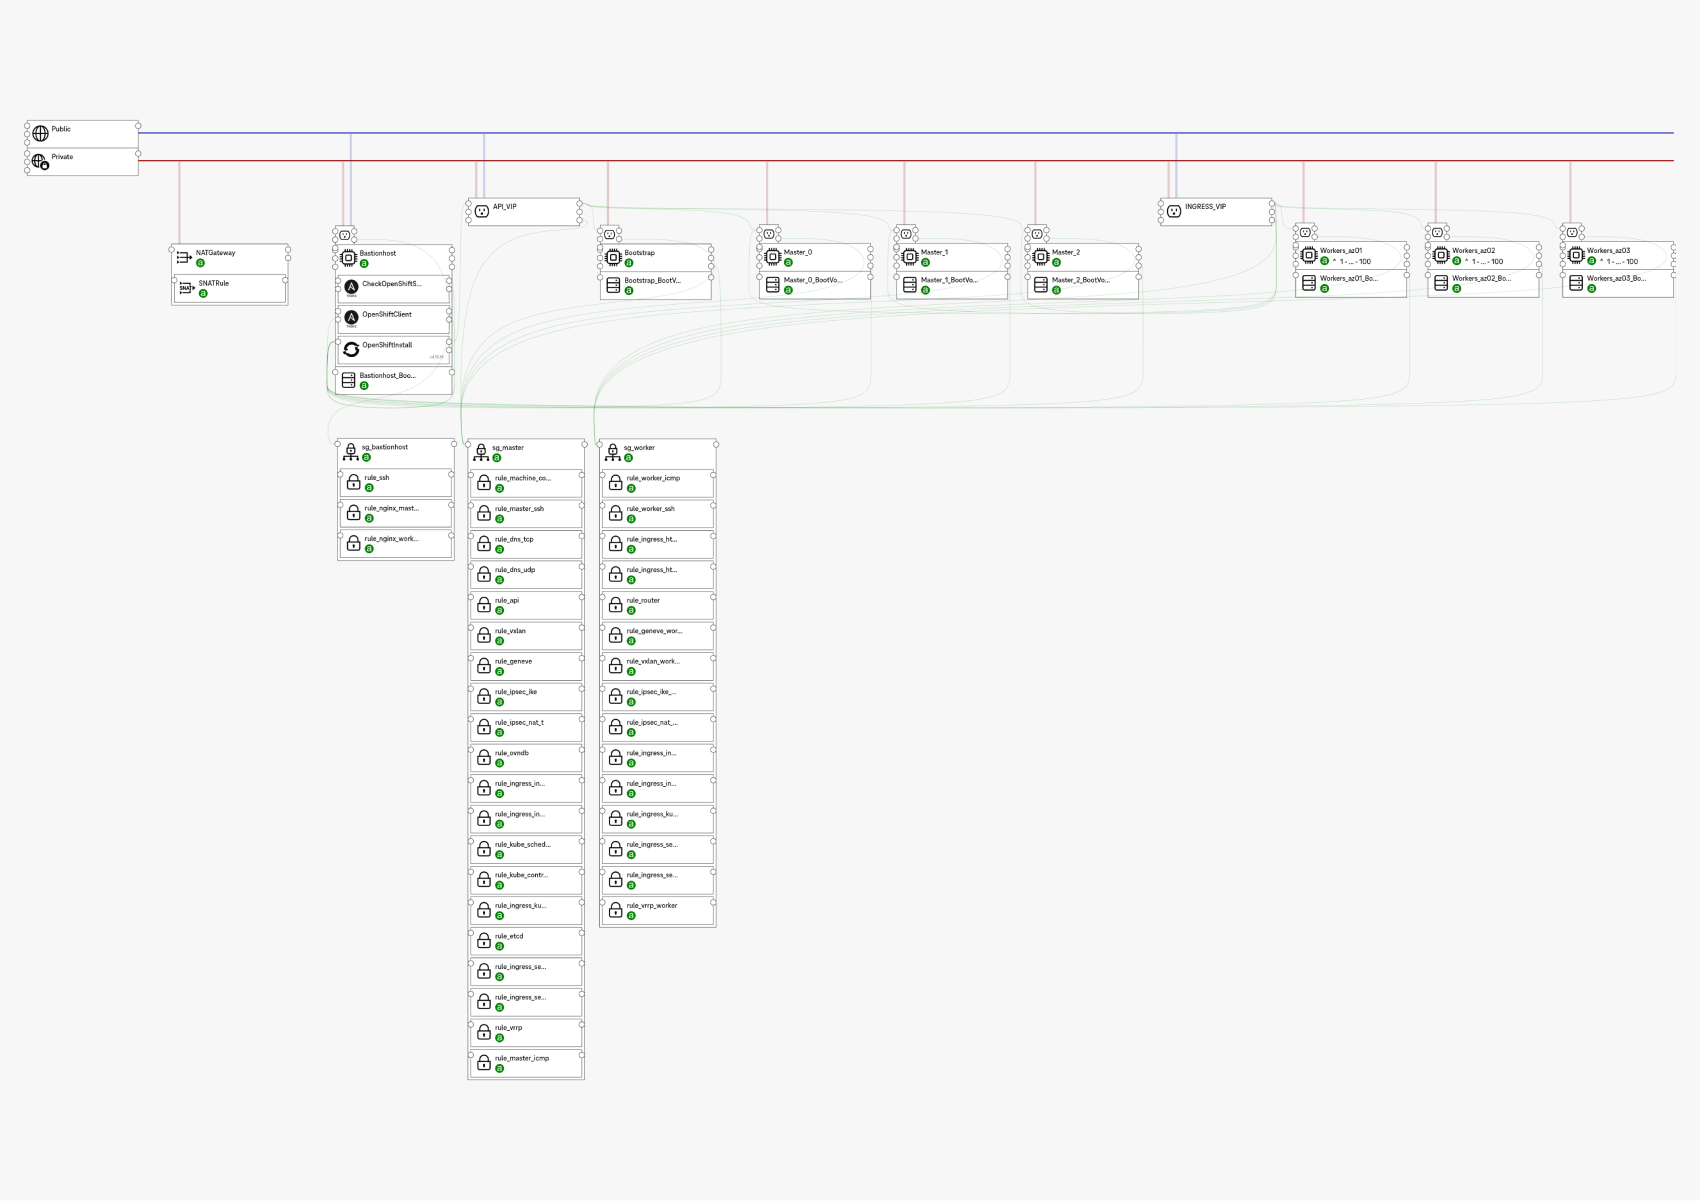 Public
Private
API_VIP
INGRESS_VIP
NATGateway
a
SNATRule
a
Bastionhost
a
CheckOpenShiftS...
OpenShiftClient
OpenShiftInstall
Bastionhost_Boo...
a
Bootstrap
a
Bootstrap_BootV...
a
Master_0
a
Master_0_BootVo...
a
Master_1
a
Master_1_BootVo...
a
Master_2
a
Master_2_BootVo...
a
Workers_az01
a ^ 1 - ... - 100
Workers_az01_Bo...
a
Workers_az02
a ^ 1 - ... - 100
Workers_az02_Bo...
a
Workers_az03
a ^ 1 - ... - 100
Workers_az03_Bo...
a
sg_bastionhost
a
rule_ssh
a
rule_nginx_mast...
a
rule_nginx_work...
a
sg_master
a
rule_machine_co...
a
rule_master_ssh
a
rule_dns_tcp
a
rule_dns_udp
a
rule_api
a
rule_vxlan
a
rule_geneve
a
rule_ipsec_ike
a
rule_ipsec_nat_t
a
rule_ovndb
a
rule_ingress_in...
a
rule_ingress_in...
a
rule_kube_sched...
a
rule_kube_contr...
a
rule_ingress_ku...
a
rule_etcd
a
rule_ingress_se...
a
rule_ingress_se...
a
rule_vrrp
a
rule_master_icmp
a
sg_worker
a
rule_worker_icmp
a
rule_worker_ssh
a
rule_ingress_ht...
a
rule_ingress_ht...
a
rule_router
a
rule_geneve_wor...
a
rule_vxlan_work...
a
rule_ipsec_ike_...
a
rule_ipsec_nat_...
a
rule_ingress_in...
a
rule_ingress_in...
a
rule_ingress_ku...
a
rule_ingress_se...
a
rule_ingress_se...
a
rule_vrrp_worker
a